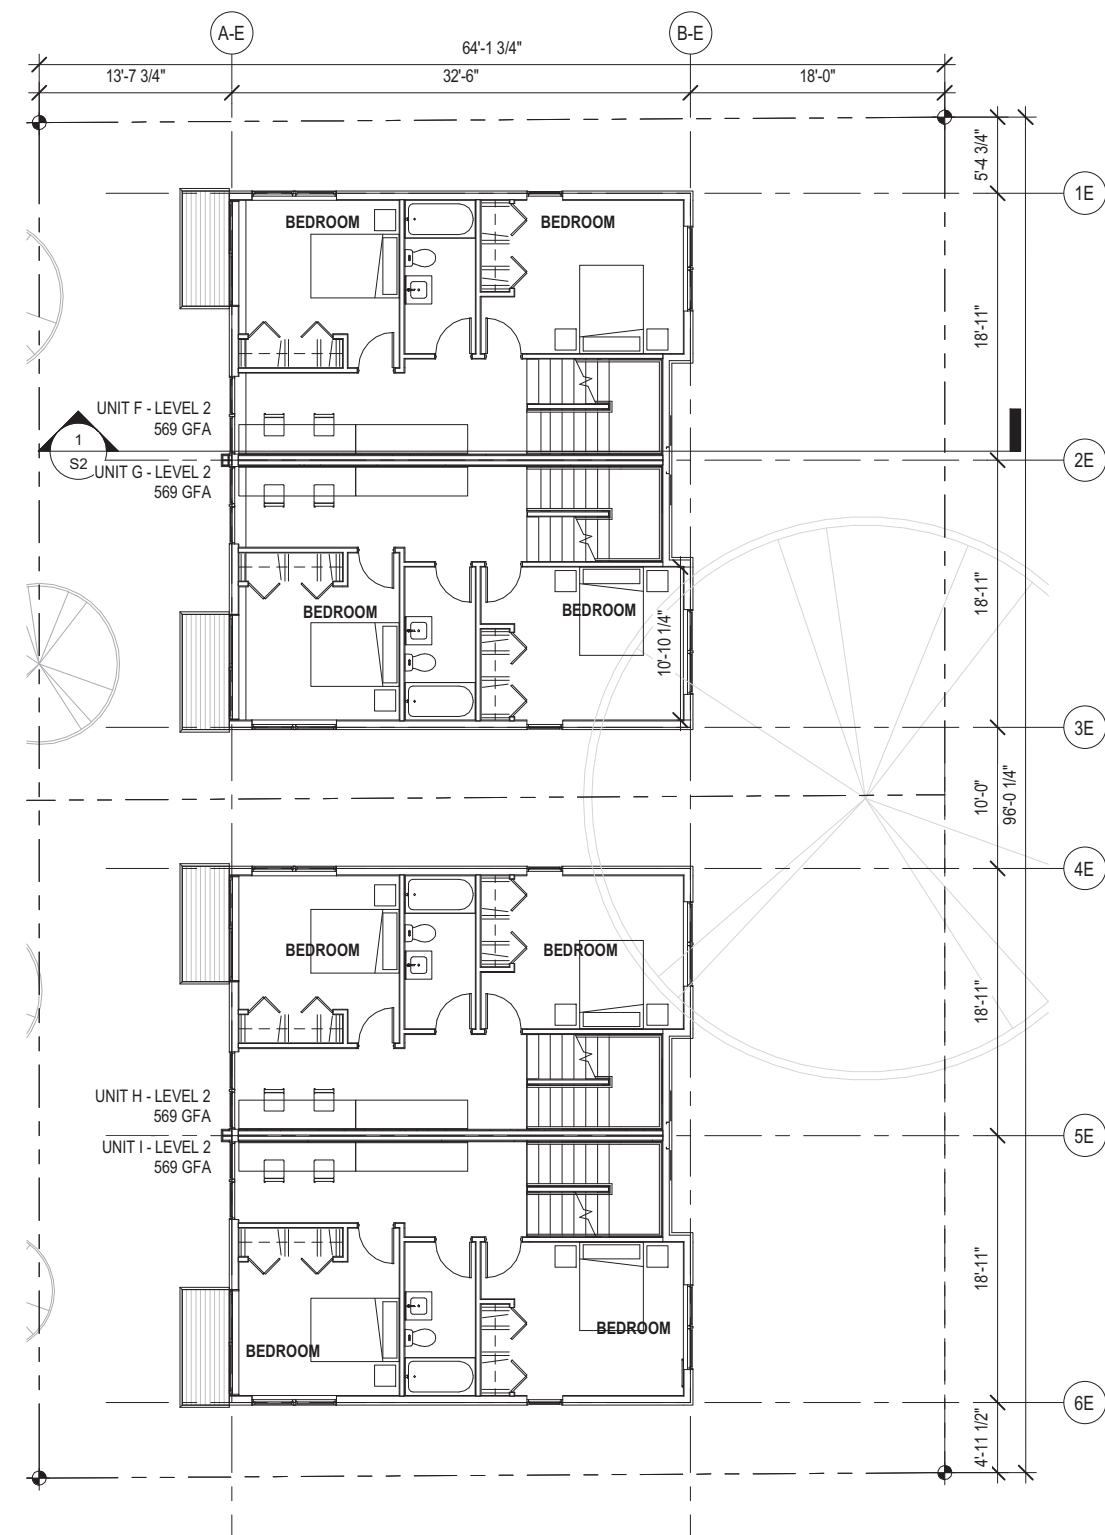 A-E
B-E
64'-1 3/4"
13'-7 3/4"
32'-6"
18'-0"
5'-4 3/4"
1E
BEDROOM
BEDROOM
18'-11"
UNIT F - LEVEL 2
569 GFA
1
S2
2E
UNIT G - LEVEL 2
569 GFA
BEDROOM
BEDROOM
10'-10 1/4"
18'-11"
3E
10'-0"
96'-0 1/4"
4E
BEDROOM
BEDROOM
18'-11"
UNIT H - LEVEL 2
569 GFA
5E
UNIT I - LEVEL 2
569 GFA
18'-11"
BEDROOM
BEDROOM
6E
4'-11 1/2"